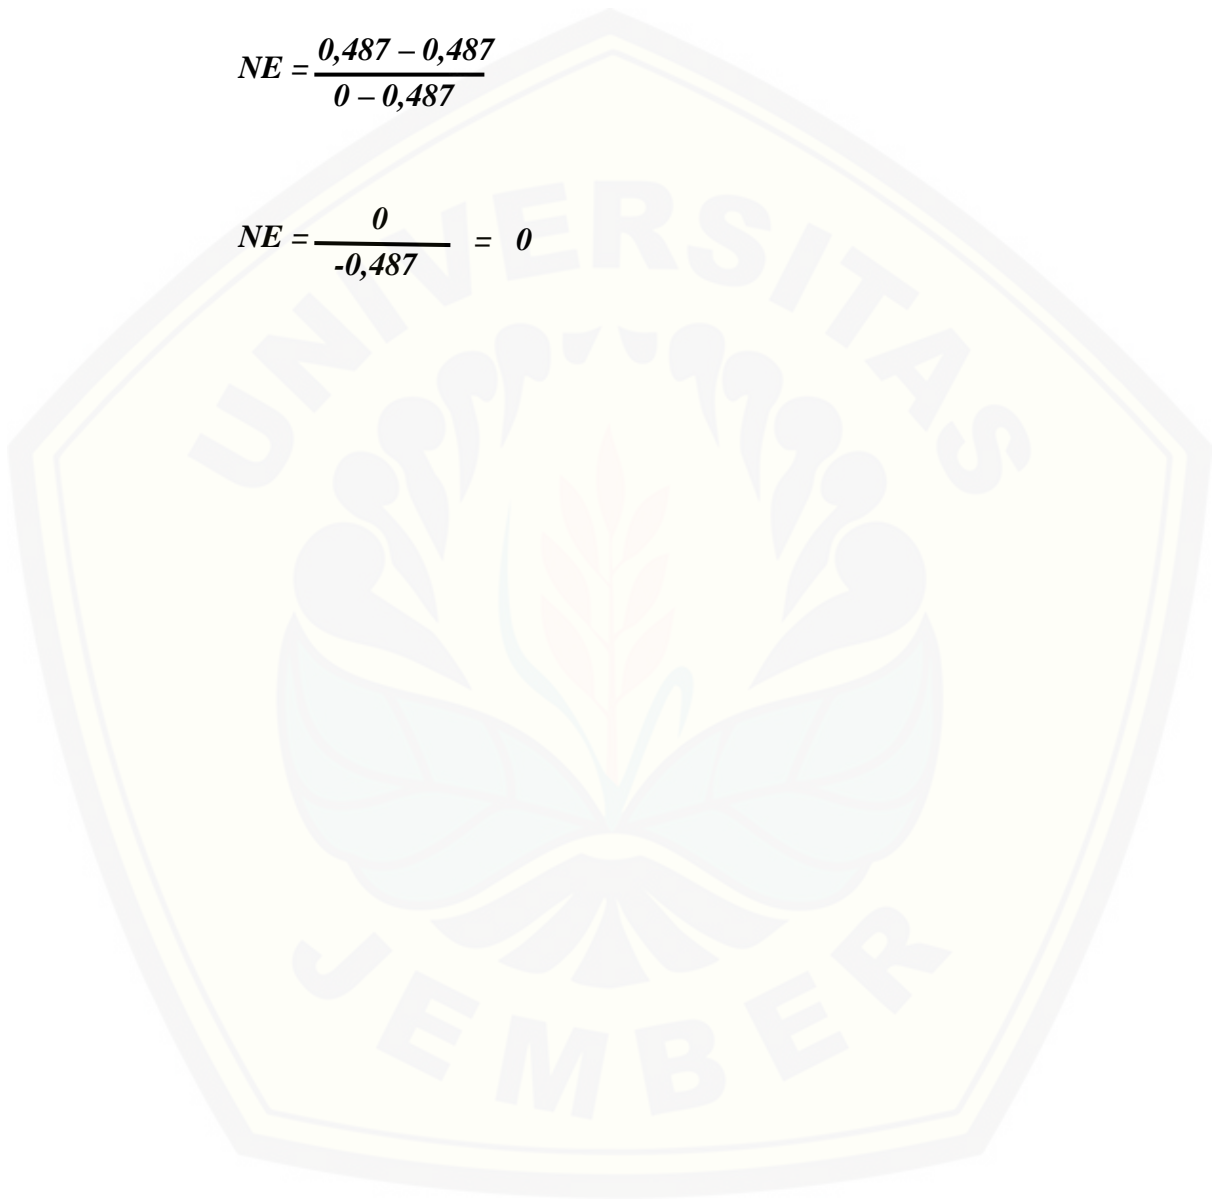 NE = 0,487 – 0,487
0 – 0,487
NE = 0
-0,487
= 0
UNIVERSITAS
JEMBER